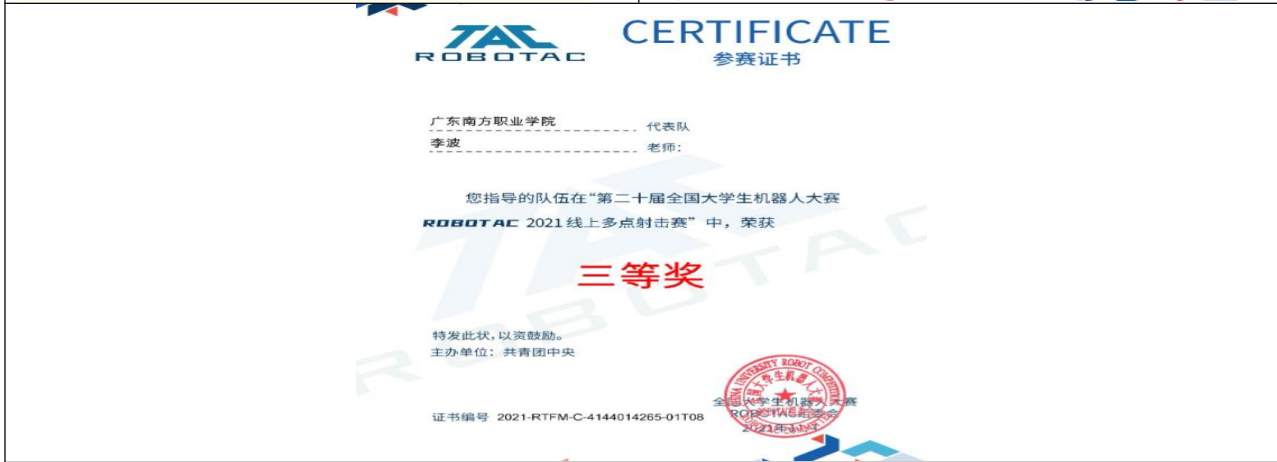 TAC
ROBOTAC
CERTIFICATE
参赛证书
广东南方职业学院 代表队
李波 老师：
您指导的队伍在“第二十届全国大学生机器人大赛
ROBOTAC 2021线上多点射击赛”中，荣获
三等奖
特发此状，以资鼓励。
主办单位：共青团中央
全国大学生机器人大赛
证书编号 2021-RTFM-C-4144014265-01T08